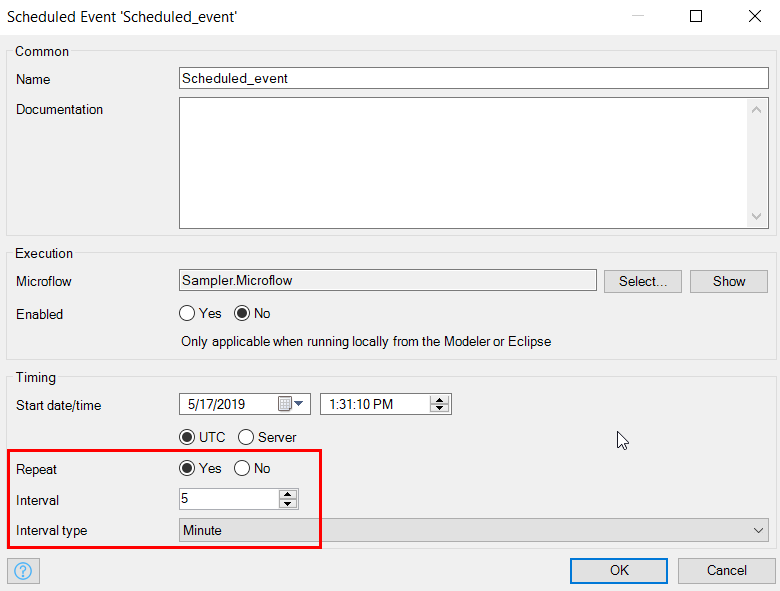 Scheduled Event 'Scheduled_event'
Common
Name Scheduled_event
Documentation
Execution
Microflow Sampler.Microflow Select... Show
Enabled Yes No
Only applicable when running locally from the Modeler or Eclipse
Timing
Start date/time 5/17/2019 1:31:10 PM
UTC Server
Repeat Yes No
Interval 5
Interval type Minute
? OK Cancel